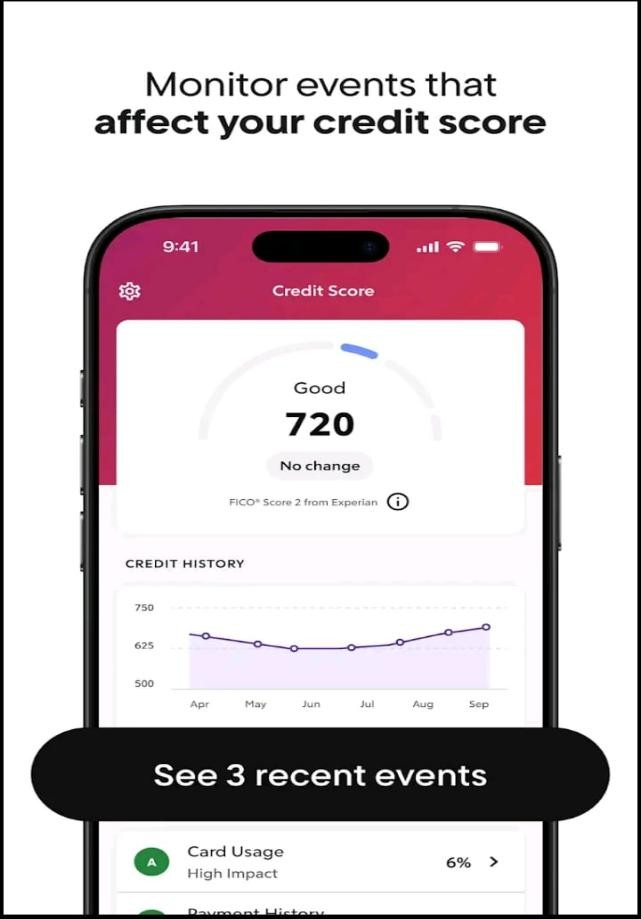 Monitor events that
affect your credit score
9:41
Credit Score
Good
720
No change
FICO® Score 2 from Experian
CREDIT HISTORY
750
625
500
Apr May Jun Jul Aug Sep
See 3 recent events
A
Card Usage
6%
High Impact
Payment History